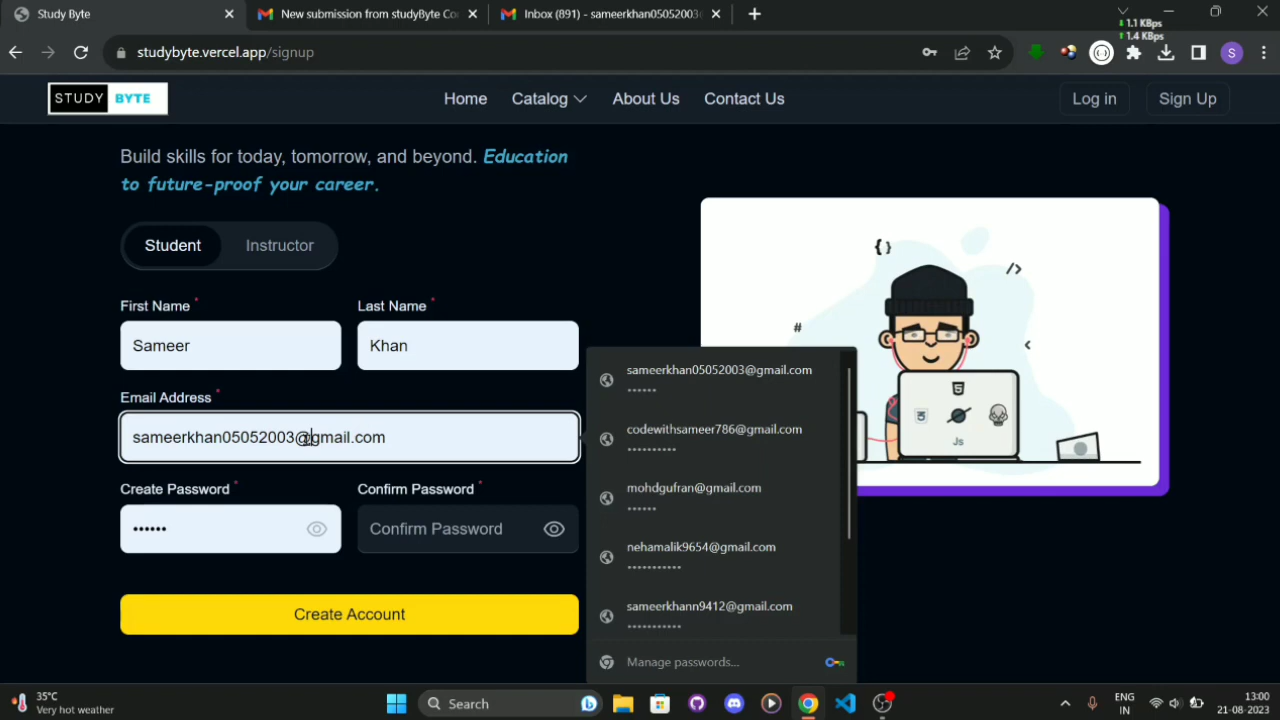 Study Byte
New submission from studyByte Co
Inbox (891) - sameerkhan05052003@
1.1 KBps
1.4 KBps
studybyte.vercel.app/signup
S
STUDY BYTE
Home
Catalog
About Us
Contact Us
Log in
Sign Up
Build skills for today, tomorrow, and beyond. Education
to future-proof your career.
Student
Instructor
First Name *
Last Name *
Sameer
Khan
Email Address *
sameerkhan05052003@gmail.com
Create Password *
Confirm Password *
••••••
Confirm Password
Create Account
sameerkhan05052003@gmail.com
••••••
codewithsameer786@gmail.com
••••••••••
mohdgufran@gmail.com
••••••
nehamalik9654@gmail.com
•••••••••••
sameerkhann9412@gmail.com
•••••••••••
Manage passwords...
{ }
/>
#
<
Js
35°C
Very hot weather
Search
ENG
IN
13:00
21-08-2023